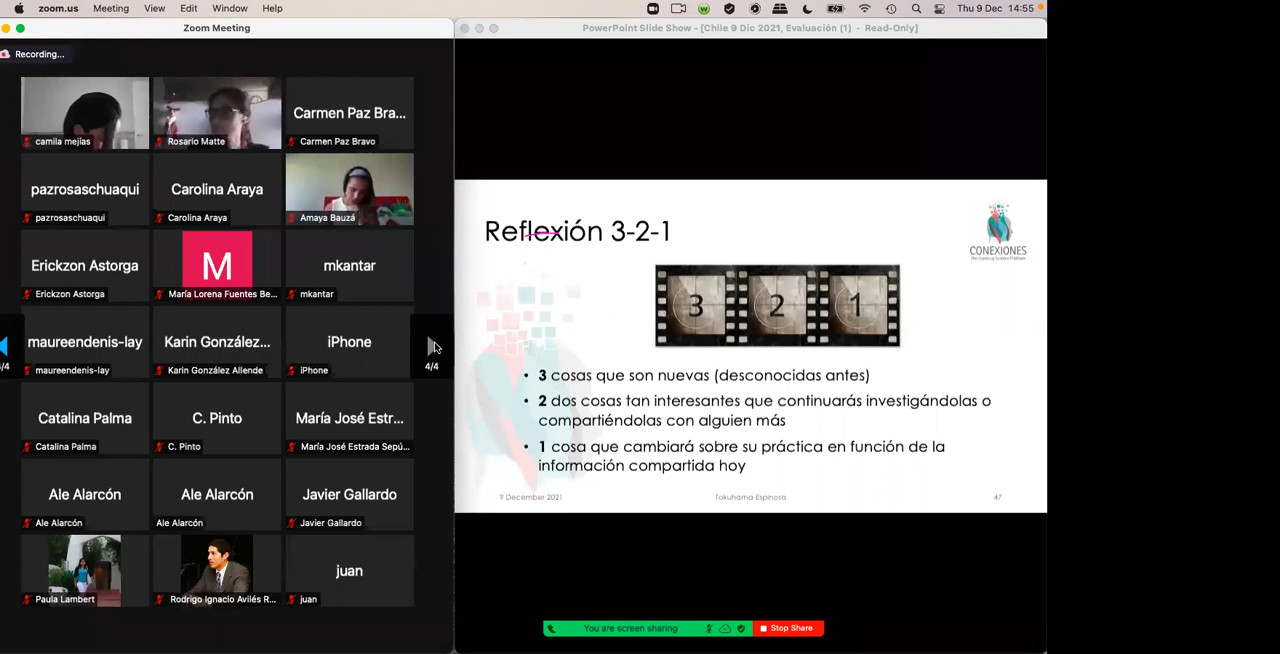 zoom.us Meeting View Edit Window Help
Thu 9 Dec 14:55
Zoom Meeting
PowerPoint Slide Show - [Chile 9 Dic 2021, Evaluación (1) - Read-Only]
Recording...
Carmen Paz Bra...
camila mejías
Rosario Matte
Carmen Paz Bravo
pazrosaschuaqui
Carolina Araya
pazrosaschuaqui
Carolina Araya
Amaya Bauzá
Erickzon Astorga
M
mkantar
Erickzon Astorga
María Lorena Fuentes Be...
mkantar
maureendenis-lay
Karin González...
iPhone
4/4
maureendenis-lay
Karin González Allende
iPhone
4/4
Catalina Palma
C. Pinto
María José Estr...
Catalina Palma
C. Pinto
María José Estrada Sepú...
Ale Alarcón
Ale Alarcón
Javier Gallardo
Ale Alarcón
Ale Alarcón
Javier Gallardo
juan
Paula Lambert
Rodrigo Ignacio Avilés R...
juan
Reflexión 3-2-1
CONEXIONES
The Learning Sciences Platform
3 2 1
• 3 cosas que son nuevas (desconocidas antes)
• 2 dos cosas tan interesantes que continuarás investigándolas o
compartiéndolas con alguien más
• 1 cosa que cambiará sobre su práctica en función de la
información compartida hoy
9 December 2021
Tokuhama-Espinosa
47
You are screen sharing
Stop Share